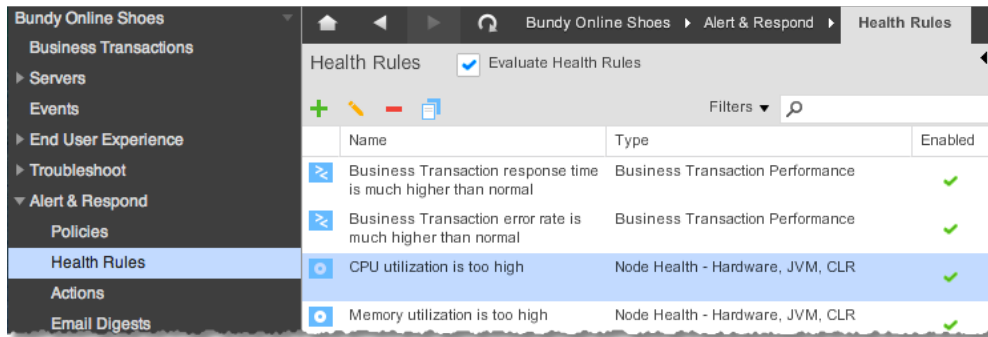 Bundy Online Shoes
Business Transactions
Servers
Events
End User Experience
Troubleshoot
Alert & Respond
Policies
Health Rules
Actions
Email Digests
Bundy Online Shoes Alert & Respond Health Rules
Health Rules Evaluate Health Rules
Filters
Name Type Enabled
Business Transaction response time Business Transaction Performance
is much higher than normal
Business Transaction error rate is Business Transaction Performance
much higher than normal
CPU utilization is too high Node Health - Hardware, JVM, CLR
Memory utilization is too high Node Health - Hardware, JVM, CLR